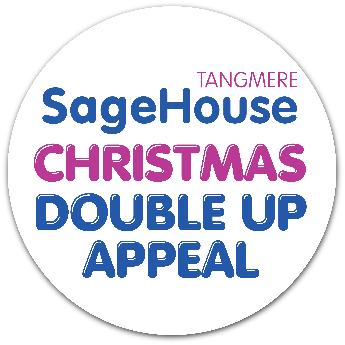 TANGMERE
SageHouse
CHRISTMAS
DOUBLE UP
APPEAL